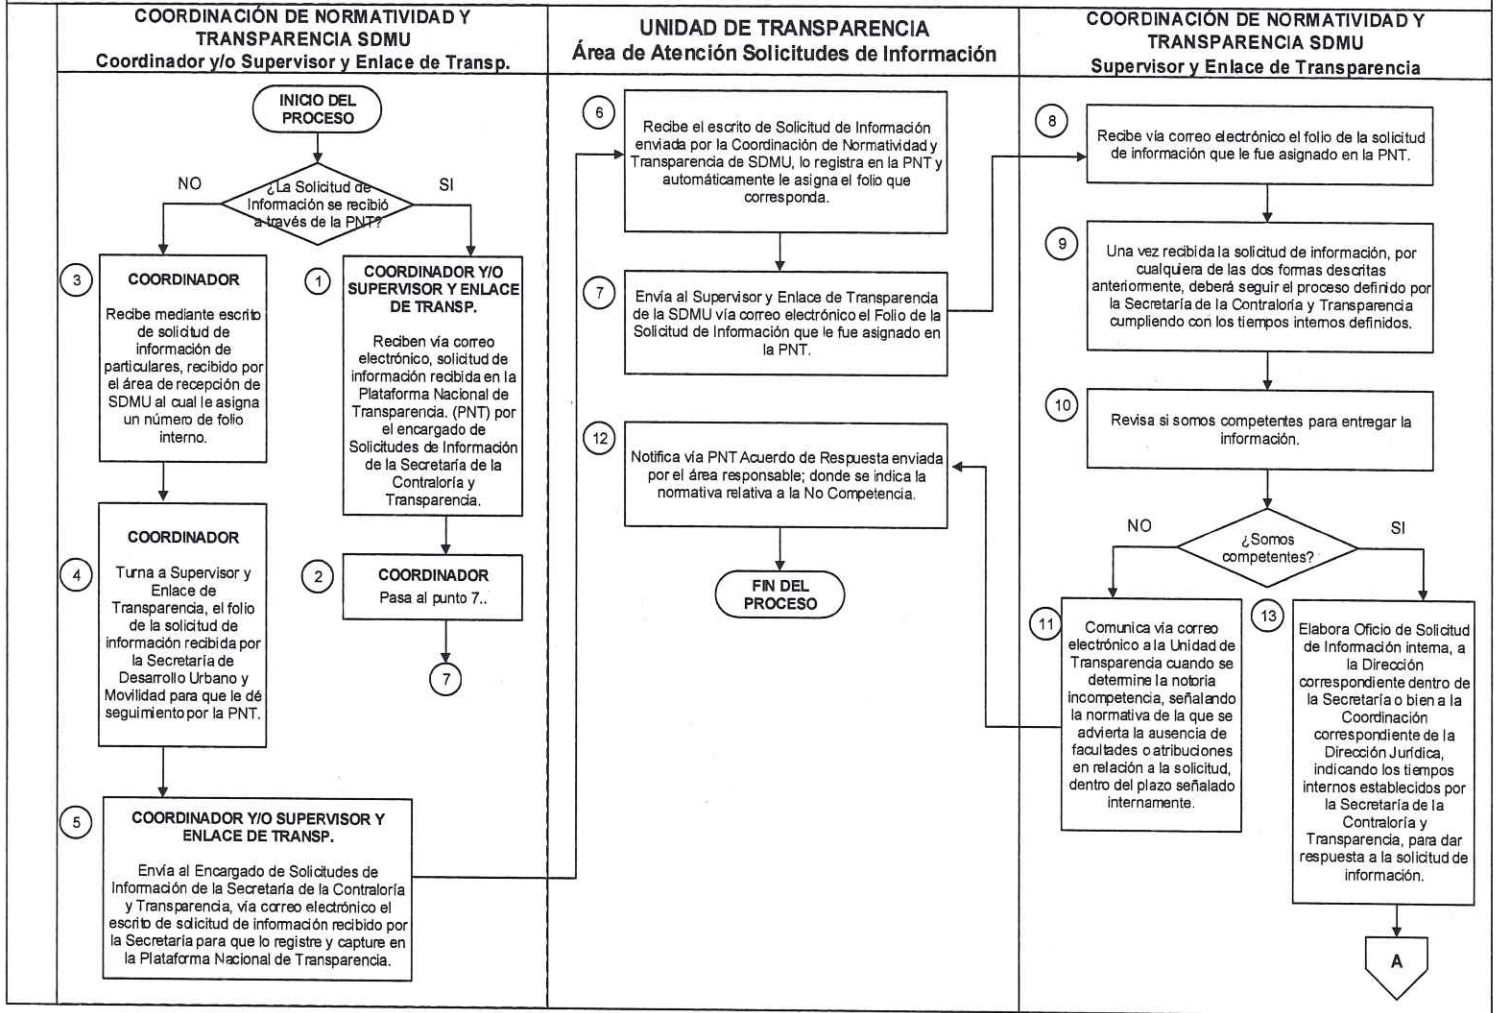 COORDINACIÓN DE NORMATIVIDAD Y
TRANSPARENCIA SDMU
Coordinador y/o Supervisor y Enlace de Transp.
UNIDAD DE TRANSPARENCIA
Área de Atención Solicitudes de Información
COORDINACIÓN DE NORMATIVIDAD Y
TRANSPARENCIA SDMU
Supervisor y Enlace de Transparencia
INICIO DEL
PROCESO
¿La Solicitud de
Información se recibió
a través de la PNT?
NO
SI
3
COORDINADOR
Recibe mediante escrito
de solicitud de
información de
particulares, recibido por
el área de recepción de
SDMU al cual le asigna
un número de folio
interno.
1
COORDINADOR Y/O
SUPERVISOR Y ENLACE
DE TRANSP.
Reciben vía correo
electrónico, solicitud de
información recibida en la
Plataforma Nacional de
Transparencia. (PNT) por
el encargado de
Solicitudes de Información
de la Secretaría de la
Contraloría y
Transparencia.
4
COORDINADOR
Turna a Supervisor y
Enlace de
Transparencia, el folio
de la solicitud de
información recibida por
la Secretaría de
Desarrollo Urbano y
Movilidad para que le dé
seguimiento por la PNT.
2
COORDINADOR
Pasa al punto 7..
7
5
COORDINADOR Y/O SUPERVISOR Y
ENLACE DE TRANSP.
Envía al Encargado de Solicitudes de
Información de la Secretaría de la Contraloría
y Transparencia, vía correo electrónico el
escrito de solicitud de información recibido por
la Secretaría para que lo registre y capture en
la Plataforma Nacional de Transparencia.
6
Recibe el escrito de Solicitud de Información
enviada por la Coordinación de Normatividad y
Transparencia de SDMU, lo registra en la PNT y
automáticamente le asigna el folio que
corresponda.
7
Envía al Supervisor y Enlace de Transparencia
de la SDMU vía correo electrónico el Folio de la
Solicitud de Información que le fue asignado en
la PNT.
12
Notifica vía PNT Acuerdo de Respuesta enviada
por el área responsable; donde se indica la
normativa relativa a la No Competencia.
FIN DEL
PROCESO
8
Recibe vía correo electrónico el folio de la solicitud
de información que le fue asignado en la PNT.
9
Una vez recibida la solicitud de información, por
cualquiera de las dos formas descritas
anteriormente, deberá seguir el proceso definido por
la Secretaría de la Contraloría y Transparencia
cumpliendo con los tiempos internos definidos.
10
Revisa si somos competentes para entregar la
información.
NO
¿Somos
competentes?
SI
11
Comunica vía correo
electrónico a la Unidad de
Transparencia cuando se
determine la notoria
incompetencia, señalando
la normativa de la que se
advierta la ausencia de
facultades o atribuciones
en relación a la solicitud,
dentro del plazo señalado
internamente.
13
Elabora Oficio de Solicitud
de Información interna, a
la Dirección
correspondiente dentro de
la Secretaría o bien a la
Coordinación
correspondiente de la
Dirección Jurídica,
indicando los tiempos
internos establecidos por
la Secretaría de la
Contraloría y
Transparencia, para dar
respuesta a la solicitud de
información.
A